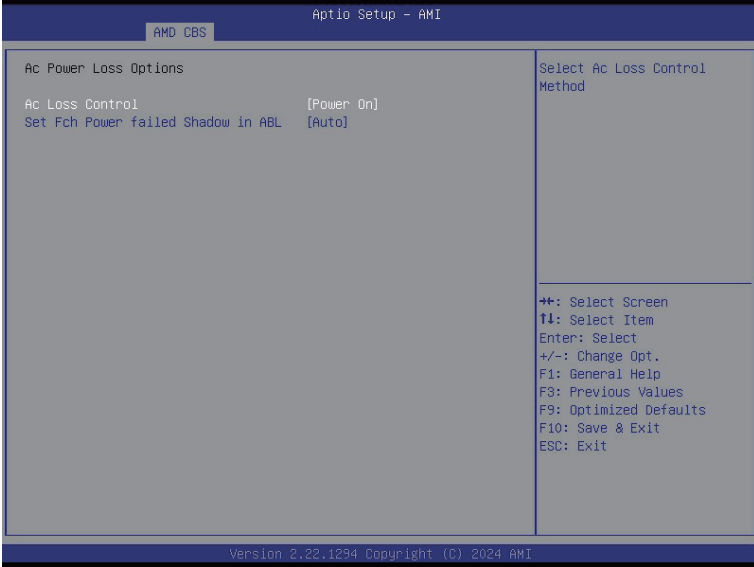 Aptio Setup – AMI
AMD CBS
Ac Power Loss Options
Ac Loss Control [Power On]
Set Fch Power failed Shadow in ABL [Auto]
Select Ac Loss Control
Method
→←: Select Screen
↑↓: Select Item
Enter: Select
+/-: Change Opt.
F1: General Help
F3: Previous Values
F9: Optimized Defaults
F10: Save & Exit
ESC: Exit
Version 2.22.1294 Copyright (C) 2024 AMI